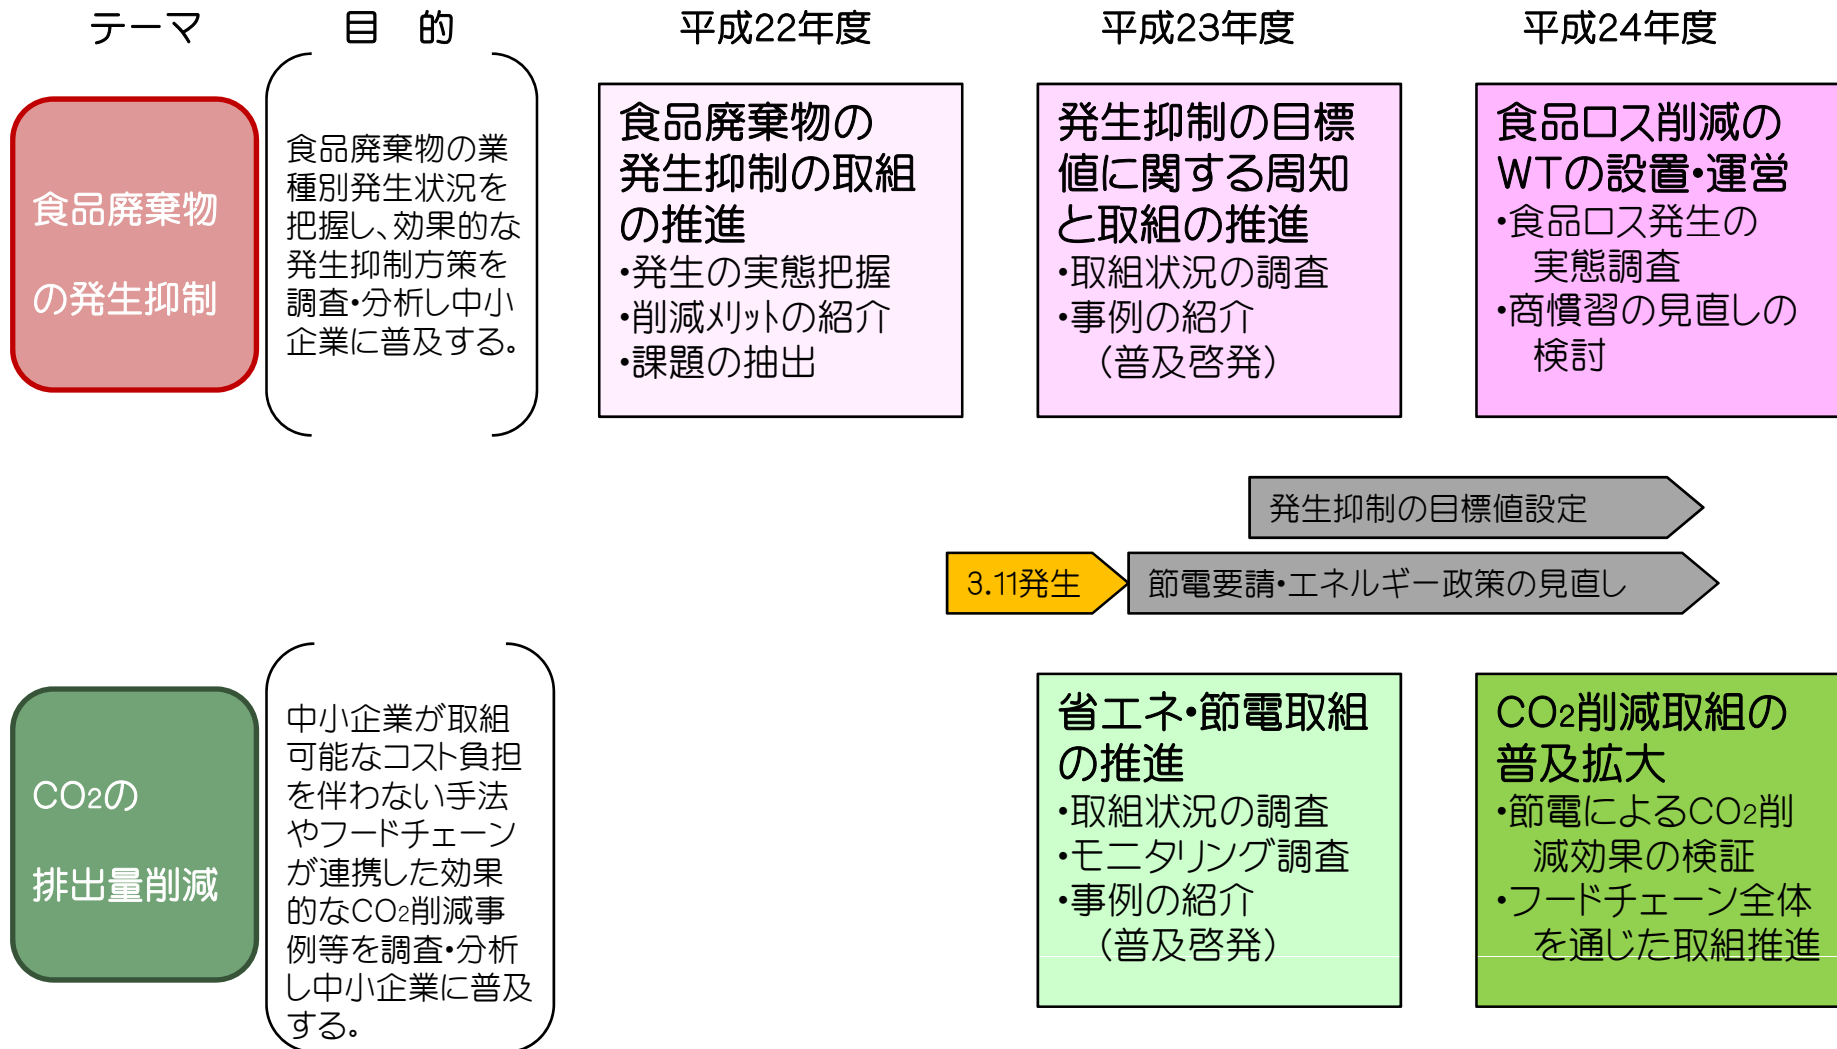 テーマ
目　的
平成22年度
平成23年度
平成24年度
食品廃棄物
の発生抑制
食品廃棄物の業
種別発生状況を
把握し、効果的な
発生抑制方策を
調査・分析し中小
企業に普及する。
食品廃棄物の
発生抑制の取組
の推進
・発生の実態把握
・削減メリットの紹介
・課題の抽出
発生抑制の目標
値に関する周知
と取組の推進
・取組状況の調査
・事例の紹介
（普及啓発）
食品ロス削減の
WTの設置・運営
・食品ロス発生の
実態調査
・商慣習の見直しの
検討
発生抑制の目標値設定
3.11発生
節電要請・エネルギー政策の見直し
CO2の
排出量削減
中小企業が取組
可能なコスト負担
を伴わない手法
やフードチェーン
が連携した効果
的なCO2削減事
例等を調査・分析
し中小企業に普及
する。
省エネ・節電取組
の推進
・取組状況の調査
・モニタリング調査
・事例の紹介
（普及啓発）
CO2削減取組の
普及拡大
・節電によるCO2削
減効果の検証
・フードチェーン全体
を通じた取組推進